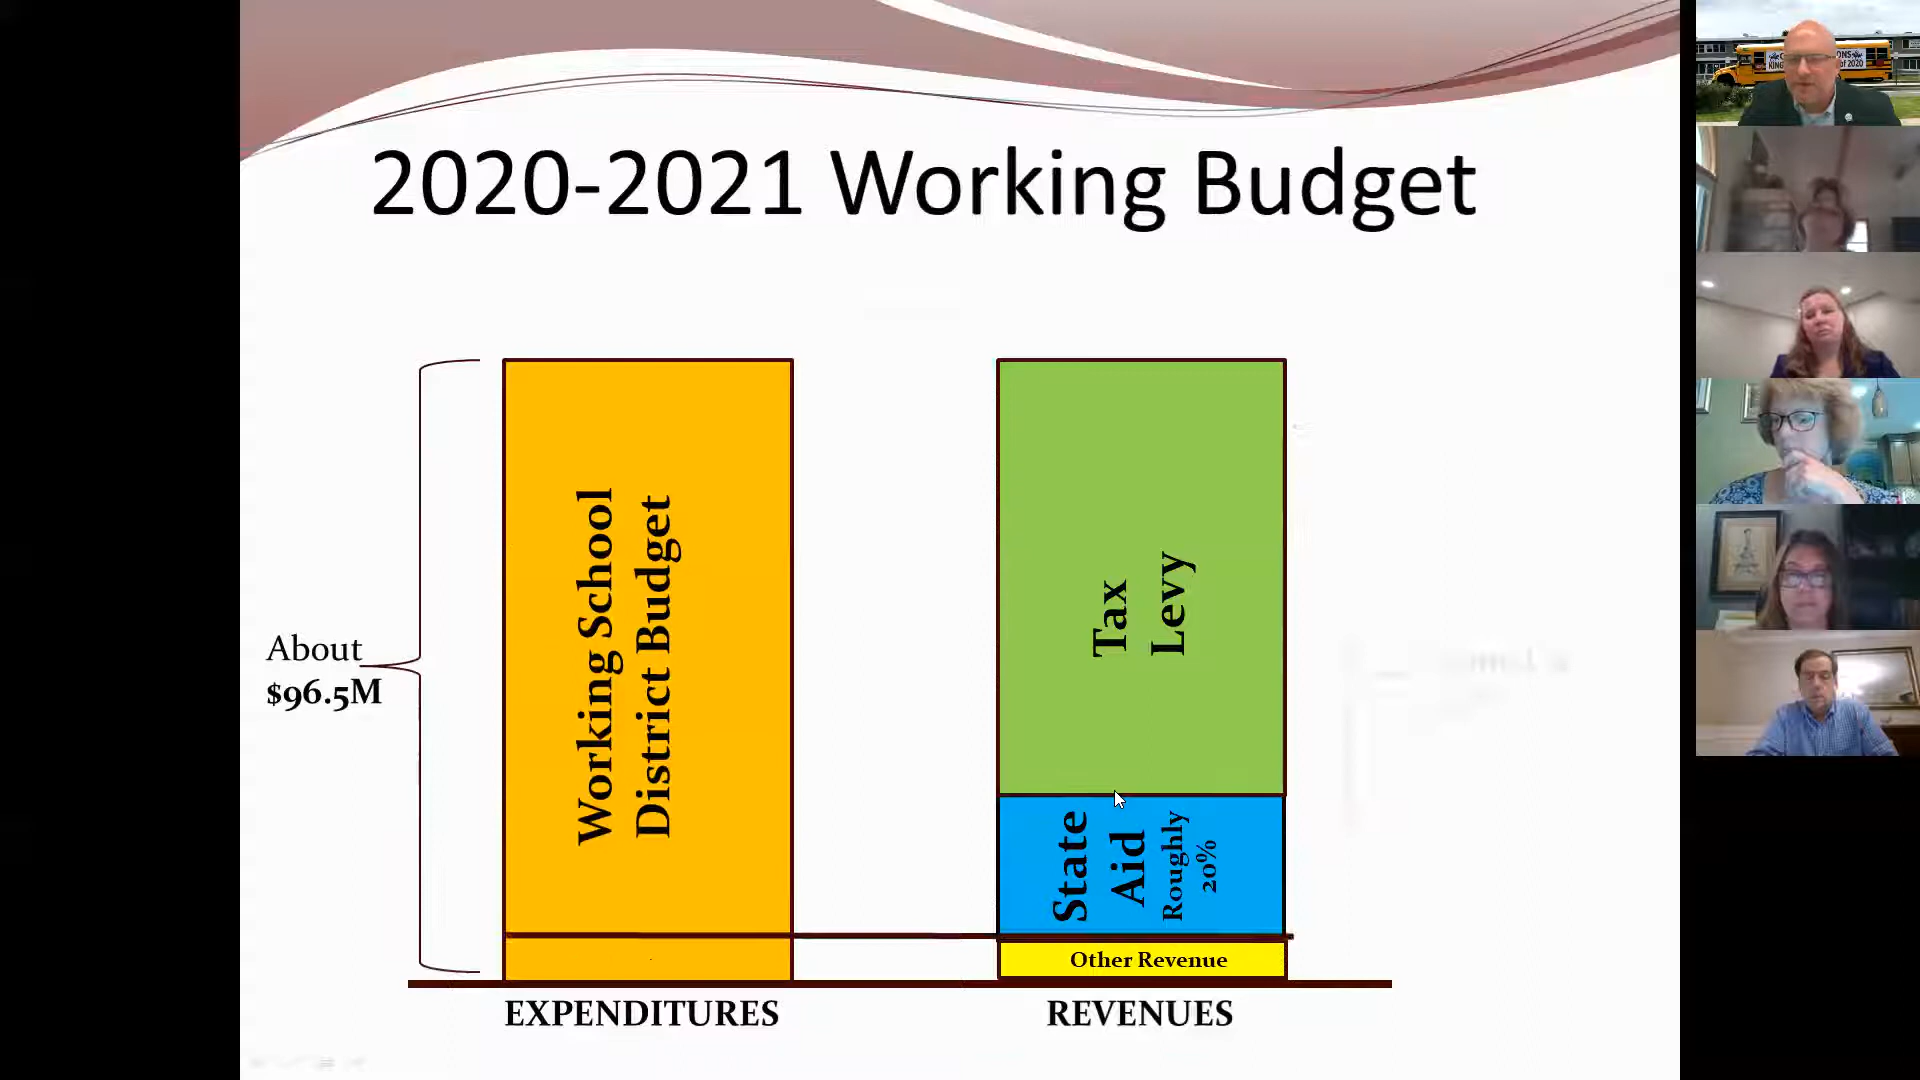 2020-2021 Working Budget
About
$96.5M
Working School
District Budget
Tax
Levy
State
Aid
Roughly
20%
Other Revenue
EXPENDITURES
REVENUES